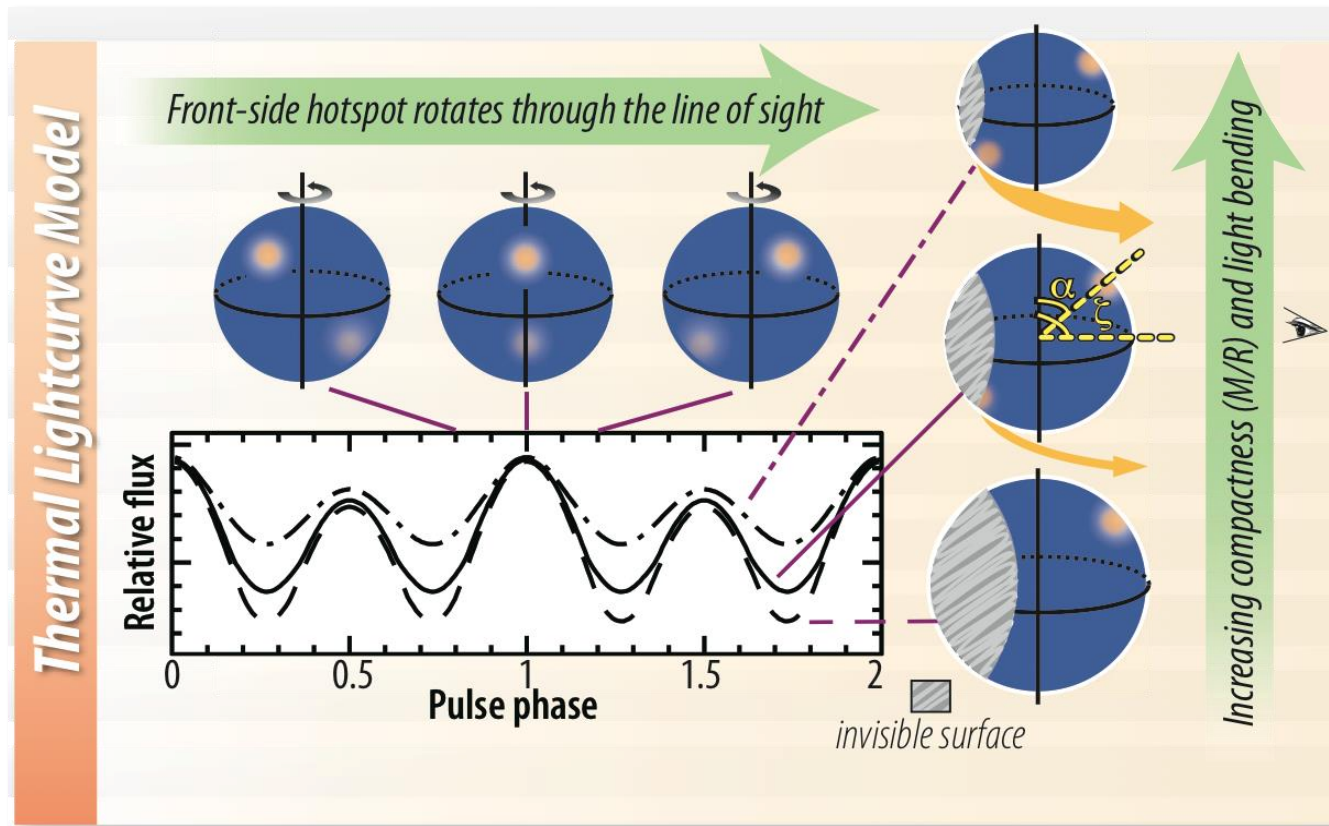 Thermal Lightcurve Model
Front-side hotspot rotates through the line of sight
Increasing compactness (M/R) and light bending
α
ζ
Relative flux
0 0.5 1 1.5 2
Pulse phase
invisible surface